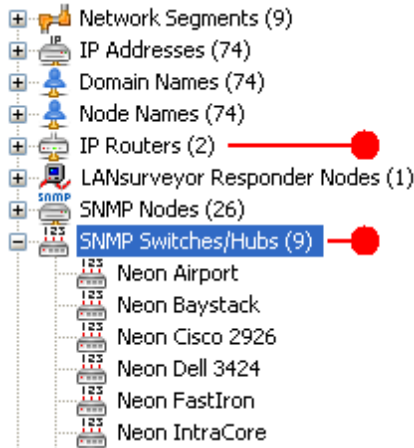 Network Segments (9)
IP Addresses (74)
Domain Names (74)
Node Names (74)
IP Routers (2)
LANsurveyor Responder Nodes (1)
SNMP Nodes (26)
SNMP Switches/Hubs (9)
Neon Airport
Neon Baystack
Neon Cisco 2926
Neon Dell 3424
Neon FastIron
Neon IntraCore